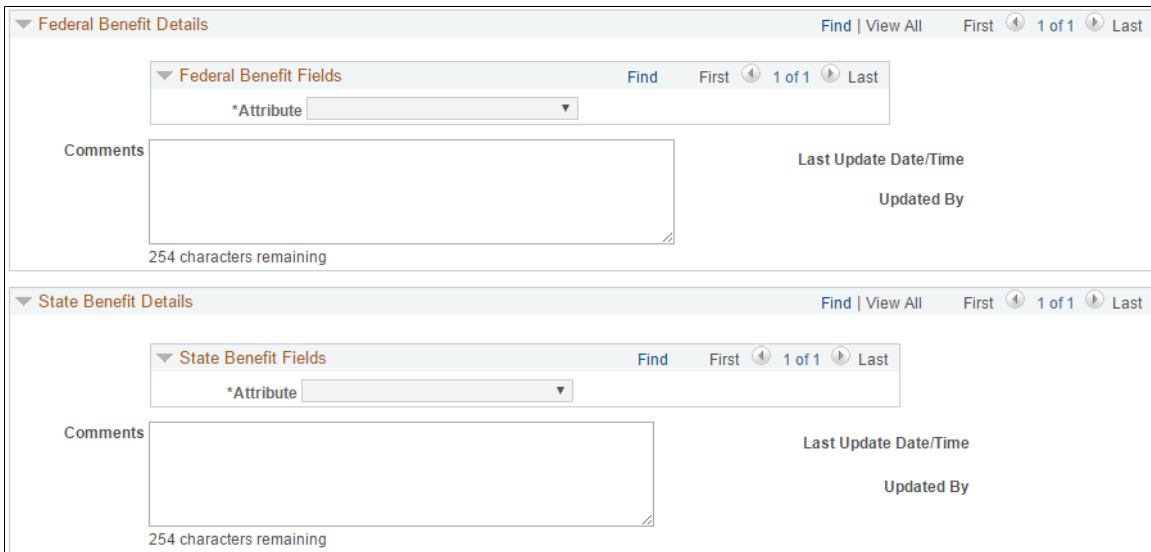 Federal Benefit Details Find | View All First 1 of 1 Last
Federal Benefit Fields Find First 1 of 1 Last
*Attribute
Comments
Last Update Date/Time
Updated By
254 characters remaining
State Benefit Details Find | View All First 1 of 1 Last
State Benefit Fields Find First 1 of 1 Last
*Attribute
Comments
Last Update Date/Time
Updated By
254 characters remaining